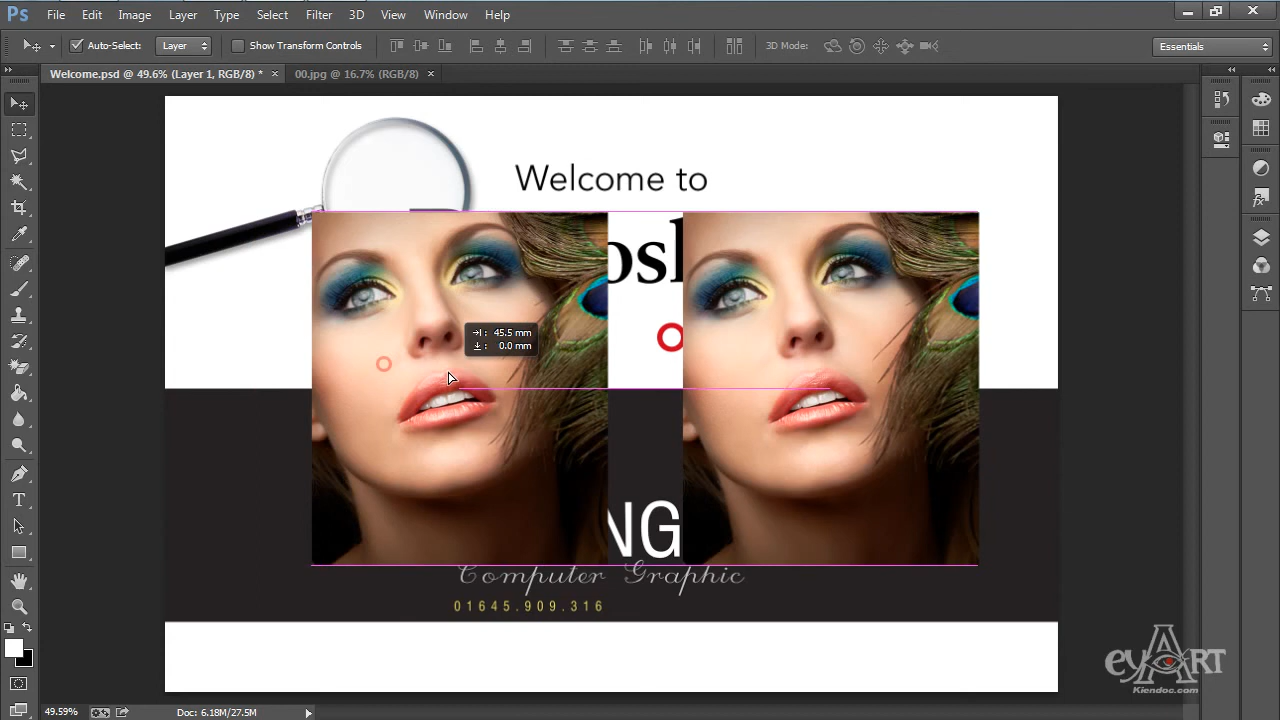 Ps File Edit Image Layer Type Select Filter 3D View Window Help
Auto-Select: Layer Show Transform Controls 3D Mode: Essentials
Welcome.psd @ 49.6% (Layer 1, RGB/8) * × 00.jpg @ 16.7% (RGB/8) ×
Welcome to
osl
45.5 mm
0.0 mm
NG
Computer Graphic
01645.909.316
eyART
Kiendoc.com
49.59% Doc: 6.18M/27.5M